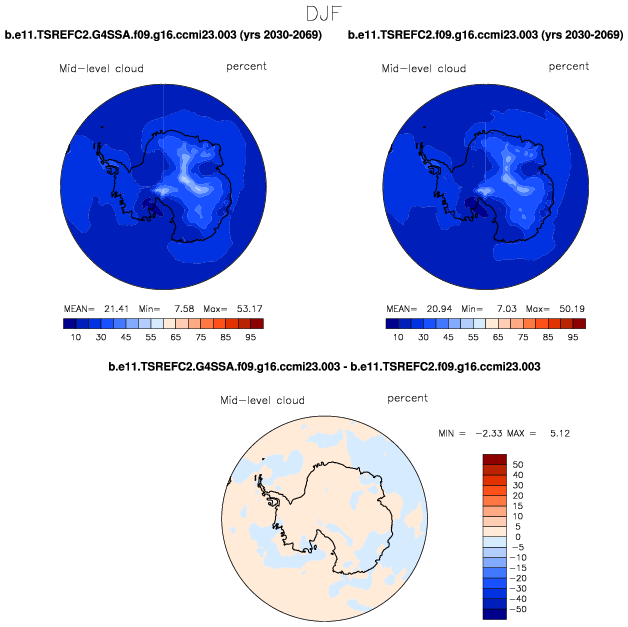 DJF
b.e11.TSREFC2.G4SSA.f09.g16.ccmi23.003 (yrs 2030-2069)
b.e11.TSREFC2.f09.g16.ccmi23.003 (yrs 2030-2069)
Mid-level cloud percent
Mid-level cloud percent
MEAN= 21.41 Min= 7.58 Max= 53.17
MEAN= 20.94 Min= 7.03 Max= 50.19
10 30 45 55 65 75 85 95
10 30 45 55 65 75 85 95
b.e11.TSREFC2.G4SSA.f09.g16.ccmi23.003 - b.e11.TSREFC2.f09.g16.ccmi23.003
Mid-level cloud percent
MIN = -2.33 MAX = 5.12
50
40
30
20
15
10
5
0
-5
-10
-15
-20
-30
-40
-50